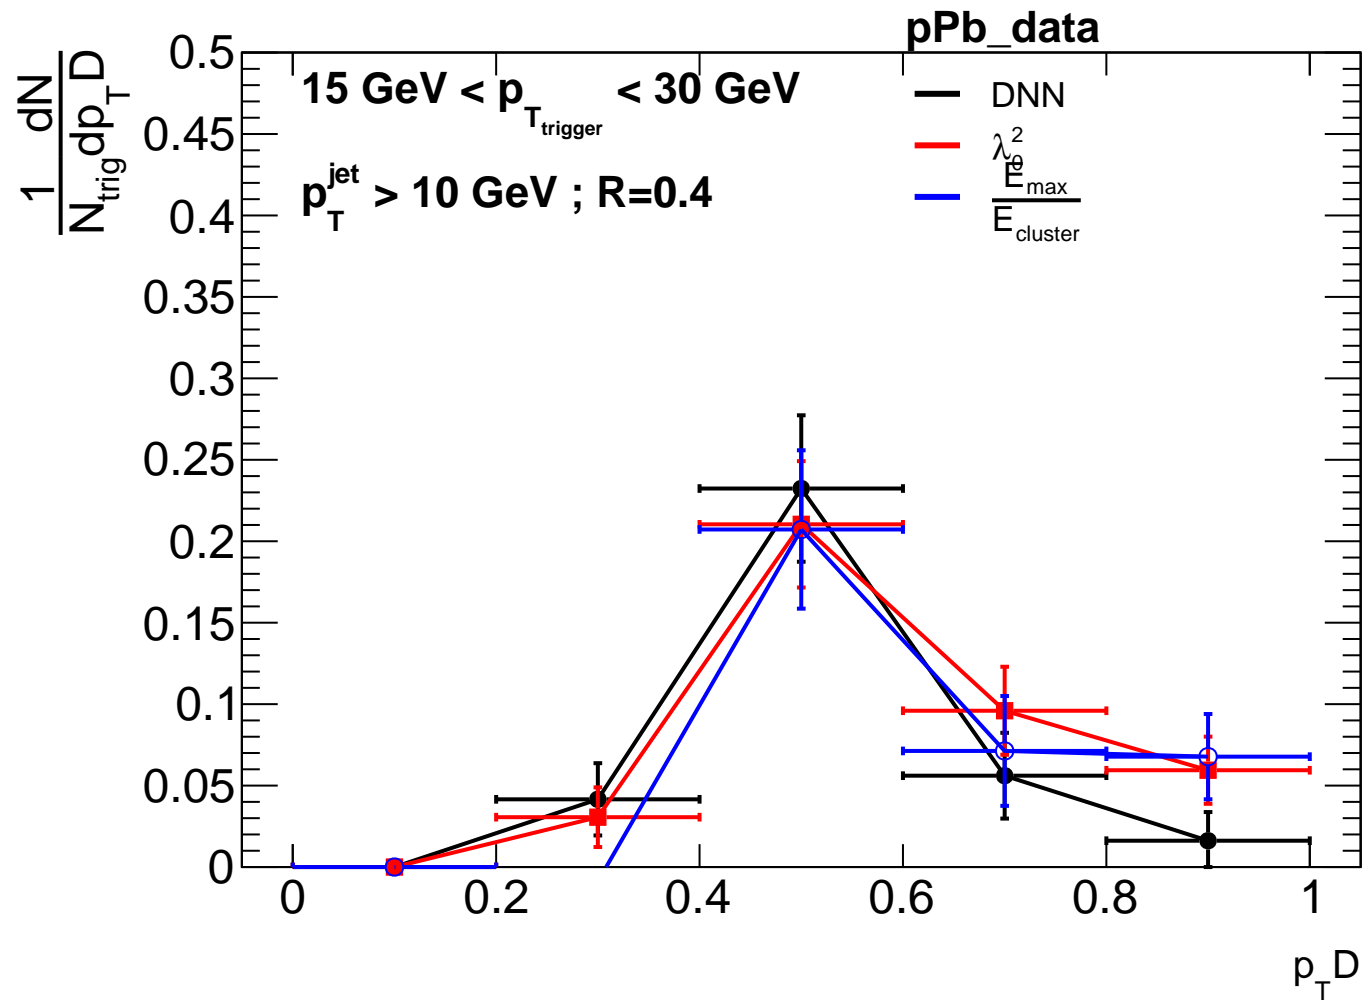 pPb_data
1 dN
N_trig dp_T D
15 GeV < p_T_trigger < 30 GeV
p_T^jet > 10 GeV ; R=0.4
DNN
λ_0^2
E_max
E_cluster
0.5
0.45
0.4
0.35
0.3
0.25
0.2
0.15
0.1
0.05
0
0 0.2 0.4 0.6 0.8 1
p_T D